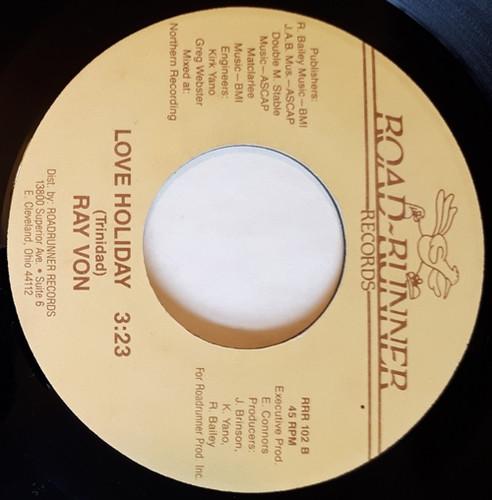 ROAD-RUNNER
RECORDS
Publishers:
R. Bailey Music-BMI
J.A.B. Mus.-ASCAP
Double M. Stable
Music-ASCAP
Matclarlee
Music-BMI
Engineers:
Kirk Yano
Greg Webster
Mixed at:
Northern Recording
RRR 102 B
45 RPM
Executive Prod.
E. Connors
Producers:
J. Brinson,
K. Yano,
R. Bailey
For Roadrunner Prod. Inc.
LOVE HOLIDAY 3:23
(Trinidad)
RAY VON
Dist. by: ROADRUNNER RECORDS
13800 Superior Ave. • Suite 6
E. Cleveland, Ohio 44112